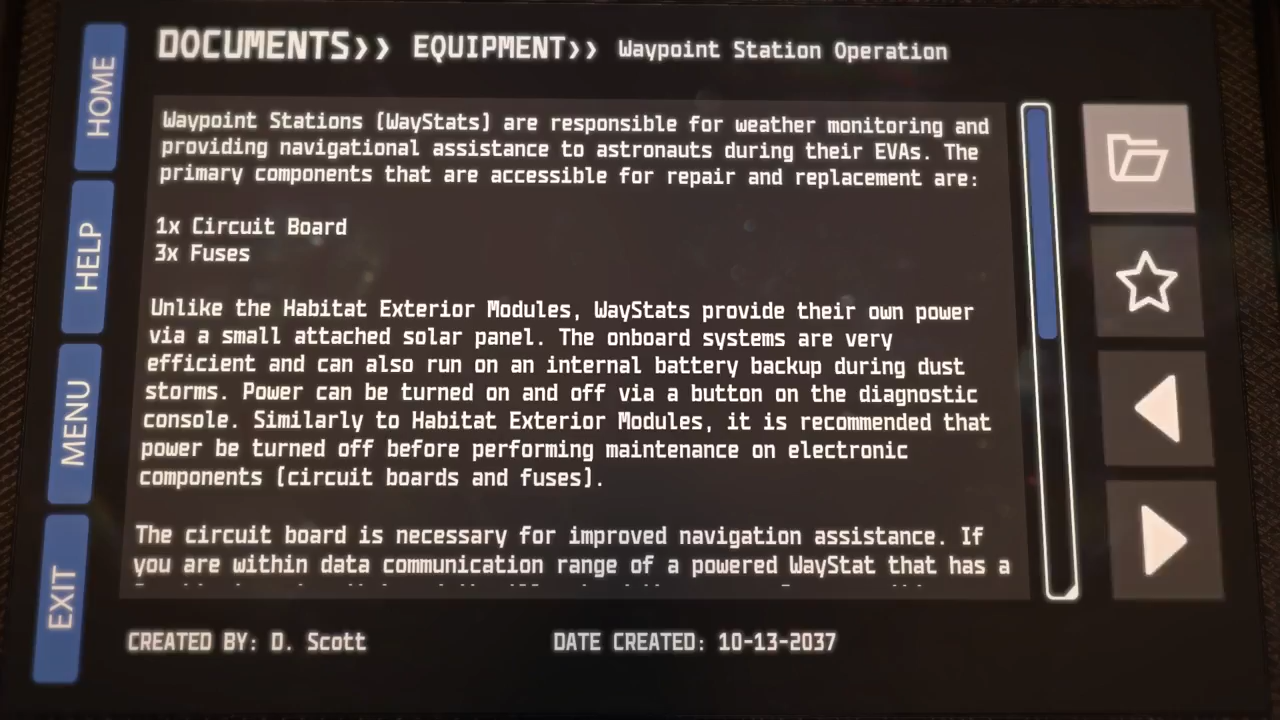 DOCUMENTS❯❯ EQUIPMENT❯❯ Waypoint Station Operation
HOME
HELP
MENU
EXIT
Waypoint Stations [WayStats] are responsible for weather monitoring and
providing navigational assistance to astronauts during their EVAs. The
primary components that are accessible for repair and replacement are:
1x Circuit Board
3x Fuses
Unlike the Habitat Exterior Modules, WayStats provide their own power
via a small attached solar panel. The onboard systems are very
efficient and can also run on an internal battery backup during dust
storms. Power can be turned on and off via a button on the diagnostic
console. Similarly to Habitat Exterior Modules, it is recommended that
power be turned off before performing maintenance on electronic
components [circuit boards and fuses].
The circuit board is necessary for improved navigation assistance. If
you are within data communication range of a powered WayStat that has a
CREATED BY: D. Scott
DATE CREATED: 10-13-2037